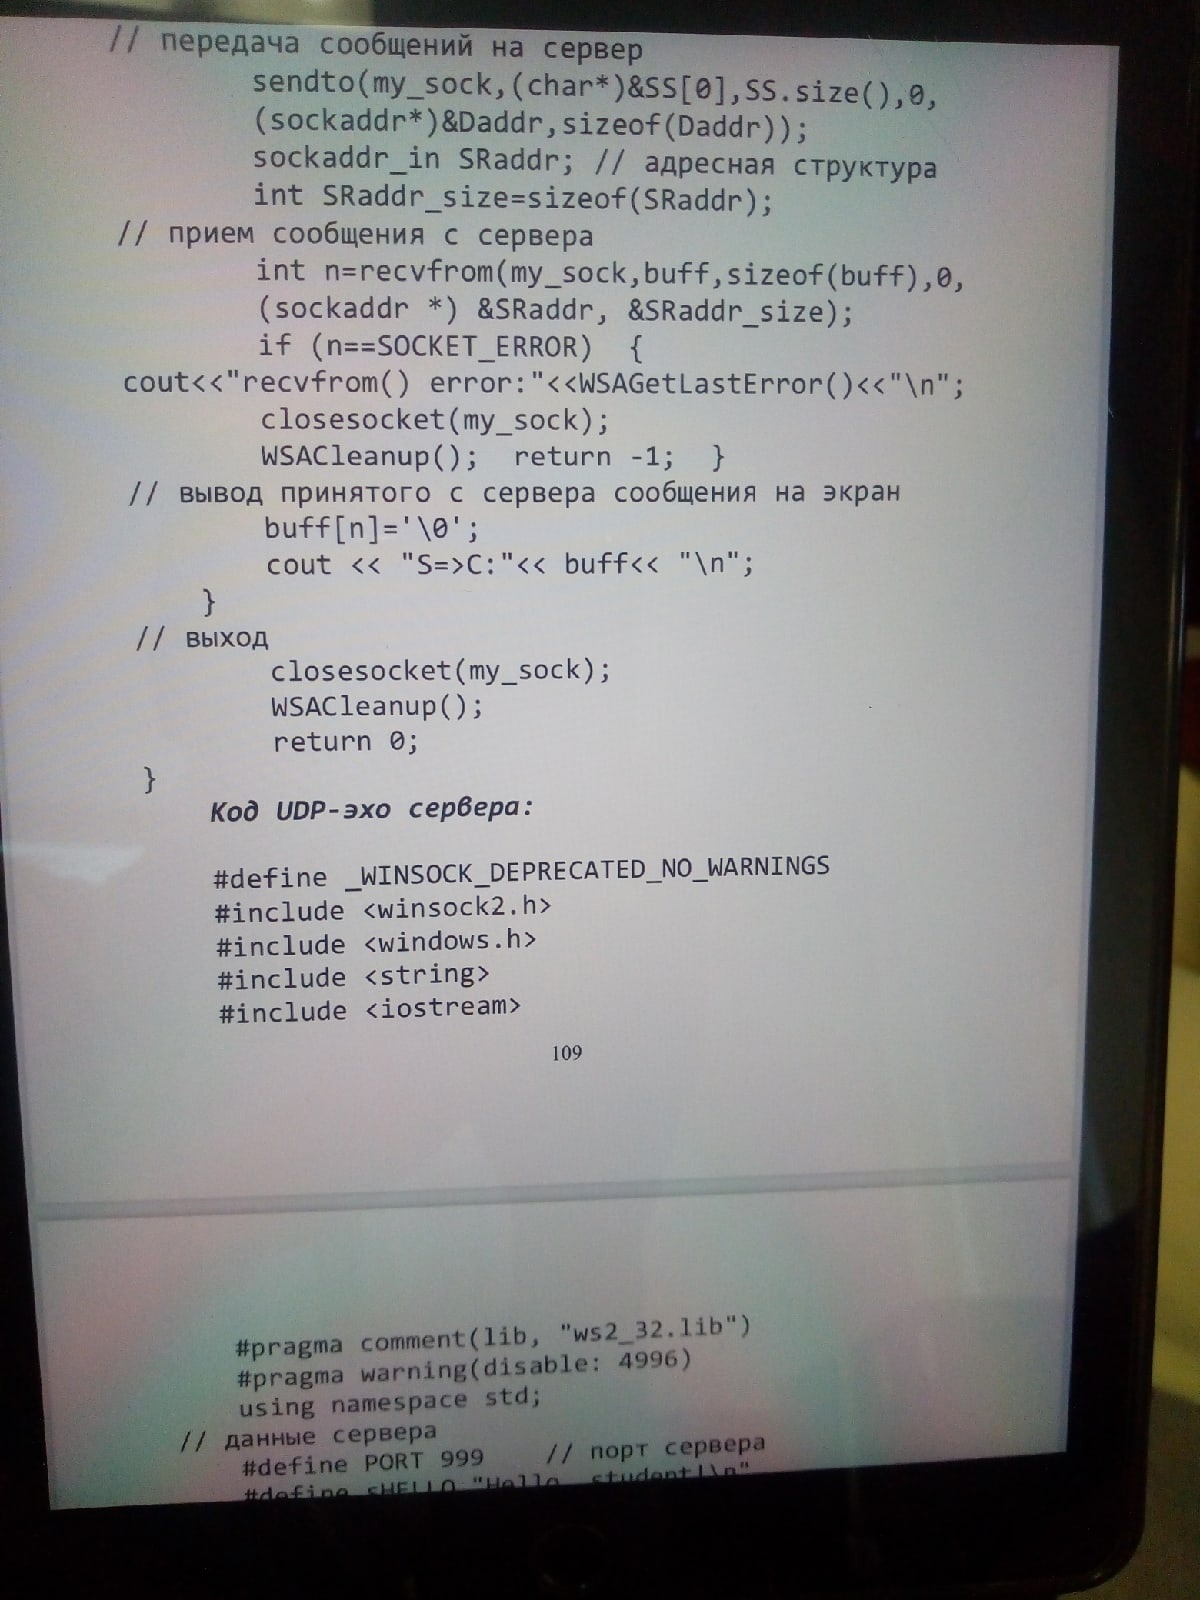 // передача сообщений на сервер
sendto(my_sock,(char*)&SS[0],SS.size(),0,
(sockaddr*)&Daddr,sizeof(Daddr));
sockaddr_in SRaddr; // адресная структура
int SRaddr_size=sizeof(SRaddr);
// прием сообщения с сервера
int n=recvfrom(my_sock,buff,sizeof(buff),0,
(sockaddr *) &SRaddr, &SRaddr_size);
if (n==SOCKET_ERROR) {
cout<<"recvfrom() error:"<<WSAGetLastError()<<"\n";
closesocket(my_sock);
WSACleanup(); return -1; }
// вывод принятого с сервера сообщения на экран
buff[n]='\0';
cout << "S=>C:"<< buff<< "\n";
}
// выход
closesocket(my_sock);
WSACleanup();
return 0;
}
Код UDP-эхо сервера:
#define _WINSOCK_DEPRECATED_NO_WARNINGS
#include <winsock2.h>
#include <windows.h>
#include <string>
#include <iostream>
109
#pragma comment(lib, "ws2_32.lib")
#pragma warning(disable: 4996)
using namespace std;
// данные сервера
#define PORT 999 // порт сервера
#define sHELLO "Hello, student!\n"